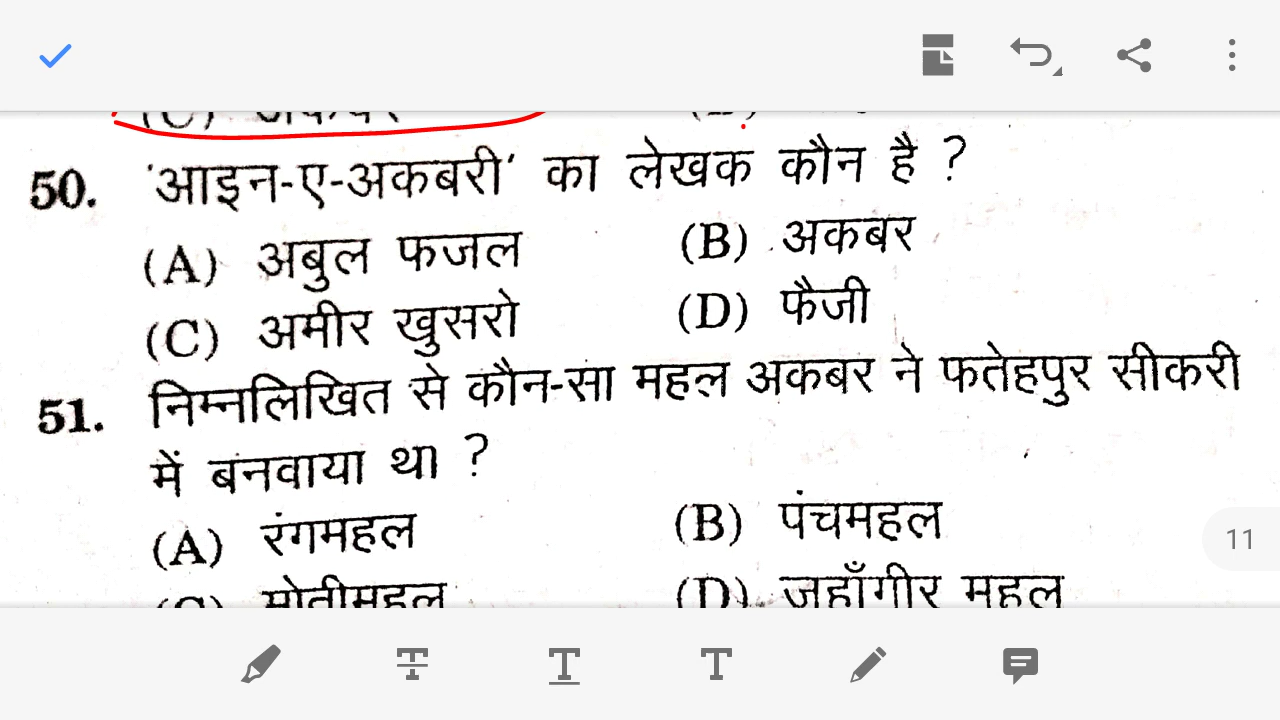 50. 'आइन-ए-अकबरी' का लेखक कौन है ?
(A) अबुल फजल (B) अकबर
(C) अमीर खुसरो (D) फैजी
51. निम्नलिखित से कौन-सा महल अकबर ने फतेहपुर सीकरी
में बनवाया था ?
11
(A) रंगमहल (B) पंचमहल
(C) मोतीमहल (D) जहाँगीर महल